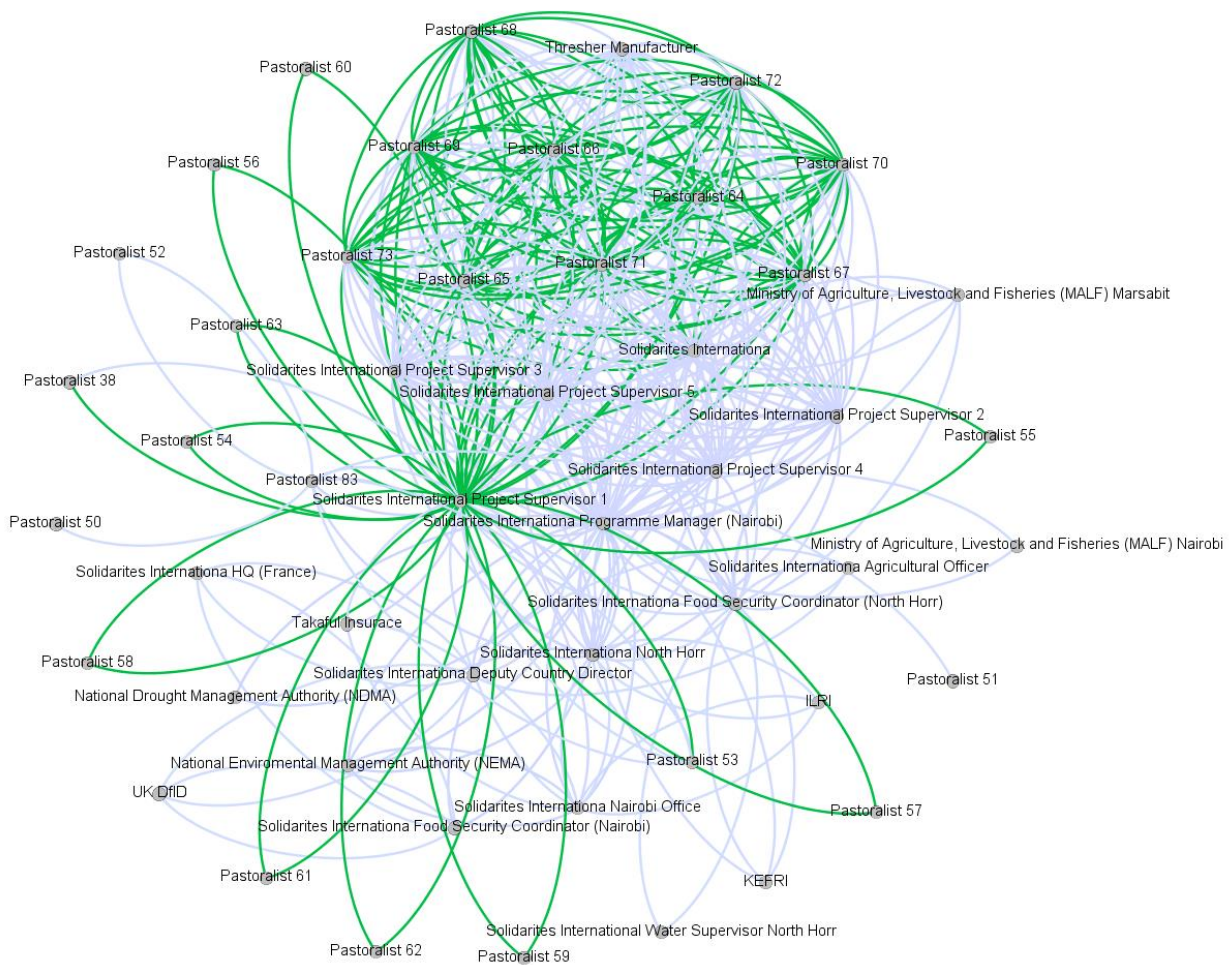 Pastoralist 68
Thresher Manufacturer
Pastoralist 60
Pastoralist 72
Pastoralist 69
Pastoralist 66
Pastoralist 56
Pastoralist 70
Pastoralist 64
Pastoralist 52
Pastoralist 73
Pastoralist 71
Pastoralist 65
Pastoralist 67
Ministry of Agriculture, Livestock and Fisheries (MALF) Marsabit
Pastoralist 63
Solidarites Internationa
Solidarites International Project Supervisor 3
Pastoralist 38
Solidarites International Project Supervisor 5
Solidarites International Project Supervisor 2
Pastoralist 55
Pastoralist 54
Solidarites International Project Supervisor 4
Pastoralist 83
Solidarites International Project Supervisor 1
Pastoralist 50
Solidarites Internationa Programme Manager (Nairobi)
Ministry of Agriculture, Livestock and Fisheries (MALF) Nairobi
Solidarites Internationa Agricultural Officer
Solidarites Internationa HQ (France)
Solidarites Internationa Food Security Coordinator (North Horr)
Takaful Insurace
Solidarites Internationa North Horr
Pastoralist 58
Solidarites Internationa Deputy Country Director
Pastoralist 51
National Drought Management Authority (NDMA)
ILRI
Pastoralist 53
National Enviromental Management Authority (NEMA)
UK DfID
Solidarites Internationa Nairobi Office
Pastoralist 57
Solidarites Internationa Food Security Coordinator (Nairobi)
Pastoralist 61
KEFRI
Solidarites International Water Supervisor North Horr
Pastoralist 62
Pastoralist 59